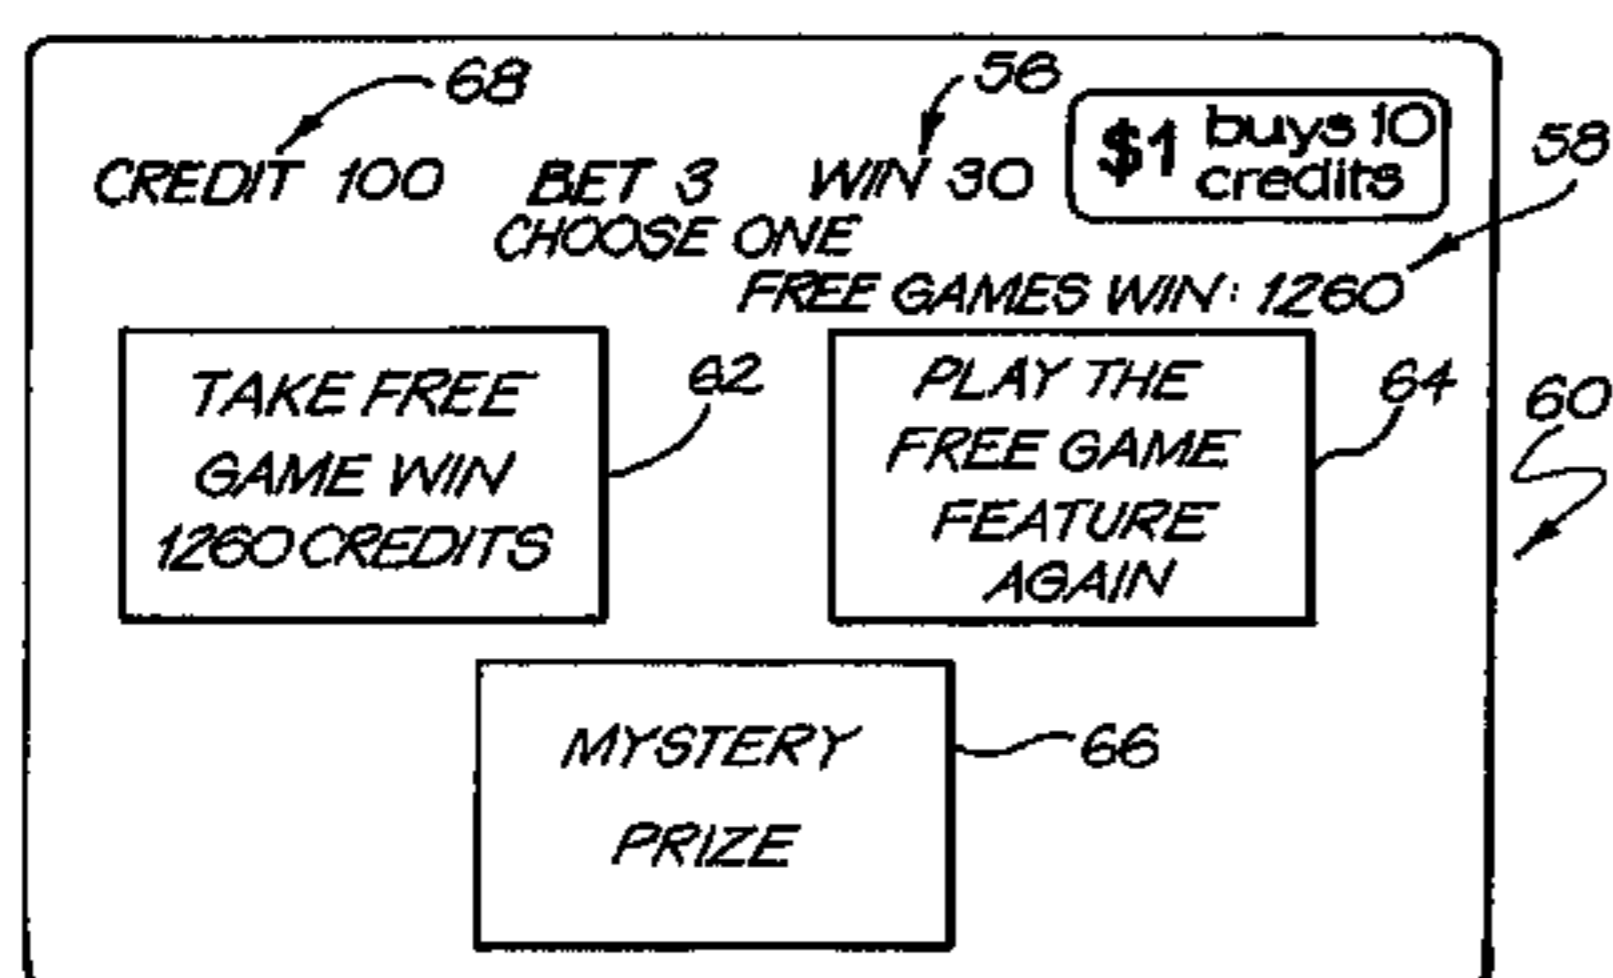 68
56
$1 buys 10
credits
58
CREDIT 100 BET 3 WIN 30
CHOOSE ONE
FREE GAMES WIN: 1260
TAKE FREE
GAME WIN
1260 CREDITS
62
PLAY THE
FREE GAME
FEATURE
AGAIN
64
60
MYSTERY
PRIZE
66